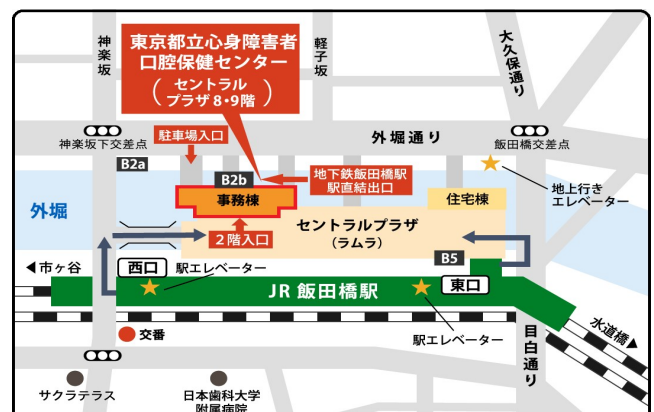 神楽坂
東京都立心身障害者
口腔保健センター
(セントラル
プラザ8・9階)
軽子坂
大久保通り
神楽坂下交差点
駐車場入口
外堀通り
飯田橋交差点
B2a
B2b
地下鉄飯田橋駅
駅直結出口
地上行き
エレベーター
外堀
事務棟
住宅棟
２階入口
セントラルプラザ
(ラムラ)
市ヶ谷
西口
駅エレベーター
B5
東口
JR 飯田橋駅
交番
駅エレベーター
目白通り
水道橋
サクラテラス
日本歯科大学
附属病院